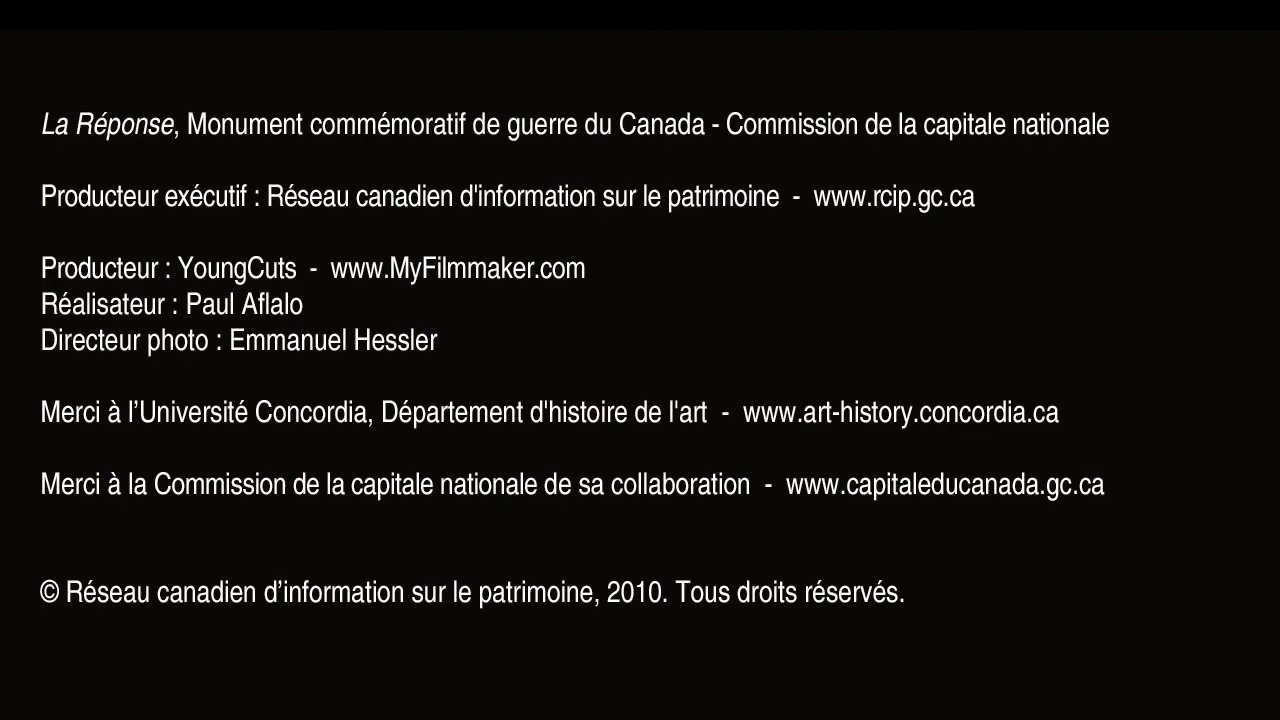 La Réponse, Monument commémoratif de guerre du Canada - Commission de la capitale nationale
Producteur exécutif : Réseau canadien d'information sur le patrimoine - www.rcip.gc.ca
Producteur : YoungCuts - www.MyFilmmaker.com
Réalisateur : Paul Aflalo
Directeur photo : Emmanuel Hessler
Merci à l’Université Concordia, Département d'histoire de l'art - www.art-history.concordia.ca
Merci à la Commission de la capitale nationale de sa collaboration - www.capitaleducanada.gc.ca
© Réseau canadien d’information sur le patrimoine, 2010. Tous droits réservés.